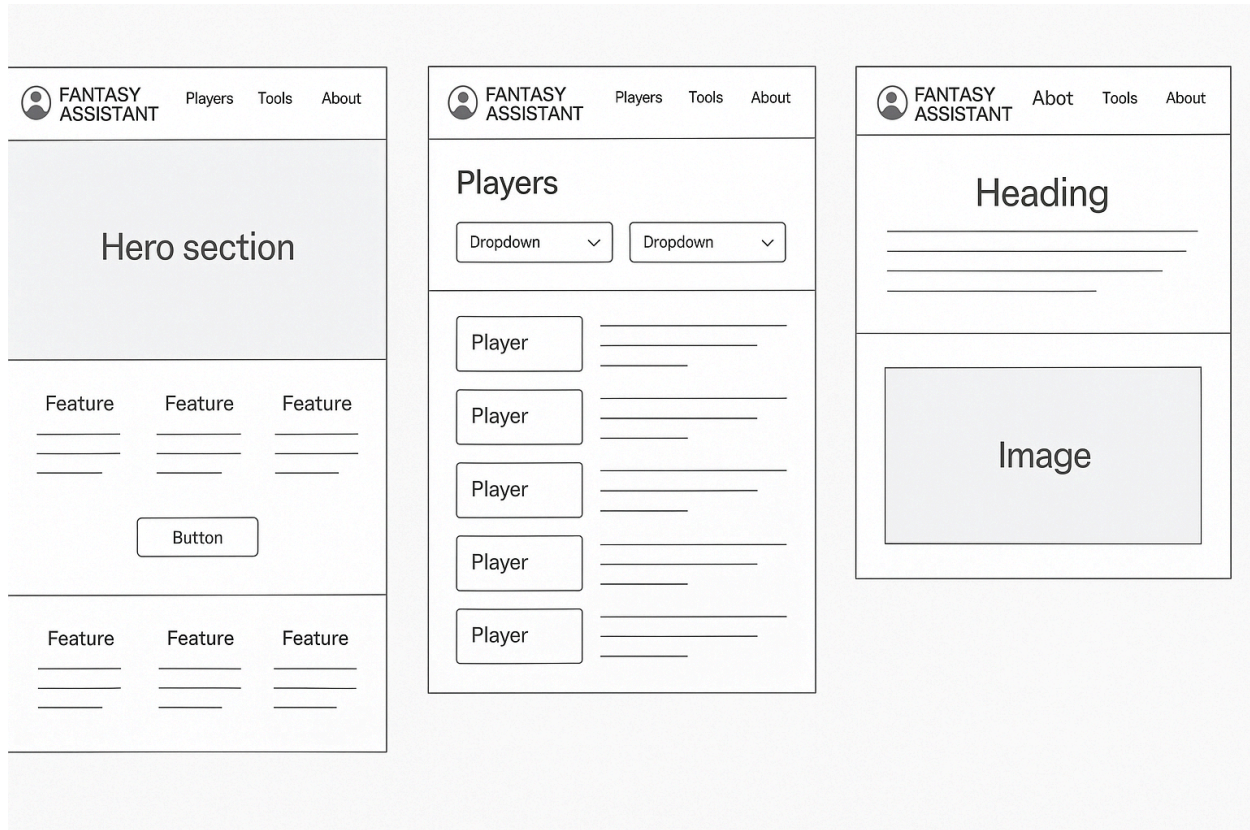 FANTASY
ASSISTANT
Players Tools About
Hero section
Feature Feature Feature
Button
Feature Feature Feature
FANTASY
ASSISTANT
Players Tools About
Players
Dropdown Dropdown
Player
Player
Player
Player
Player
FANTASY
ASSISTANT
Abot Tools About
Heading
Image